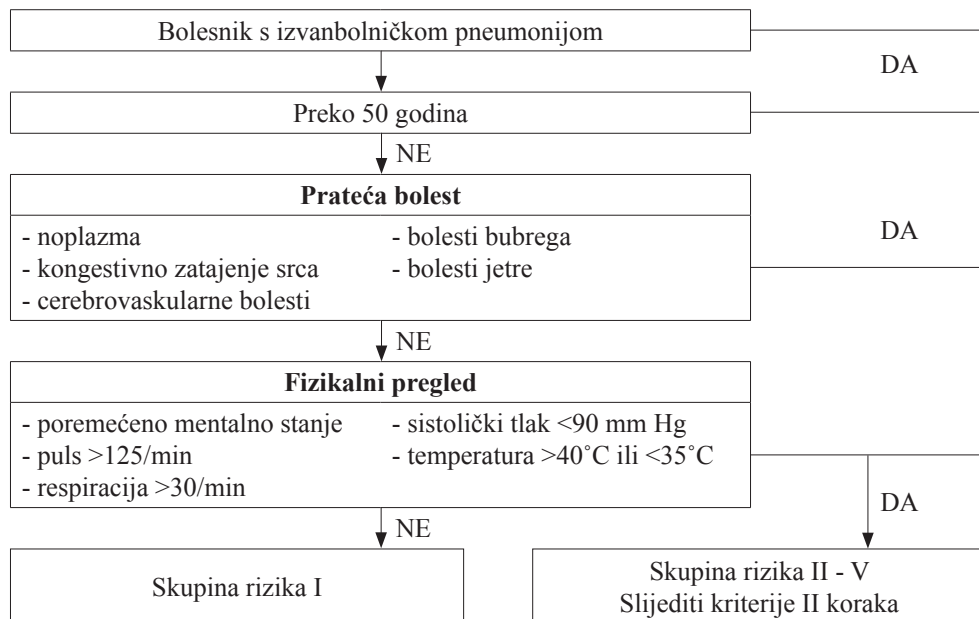 Bolesnik s izvanbolničkom pneumonijom
DA
Preko 50 godina
NE
Prateća bolest
- noplazma
- kongestivno zatajenje srca
- cerebrovaskularne bolesti
- bolesti bubrega
- bolesti jetre
DA
NE
Fizikalni pregled
- poremećeno mentalno stanje
- puls >125/min
- respiracija >30/min
- sistolički tlak <90 mm Hg
- temperatura >40˚C ili <35˚C
NE
DA
Skupina rizika I
Skupina rizika II - V
Slijediti kriterije II koraka